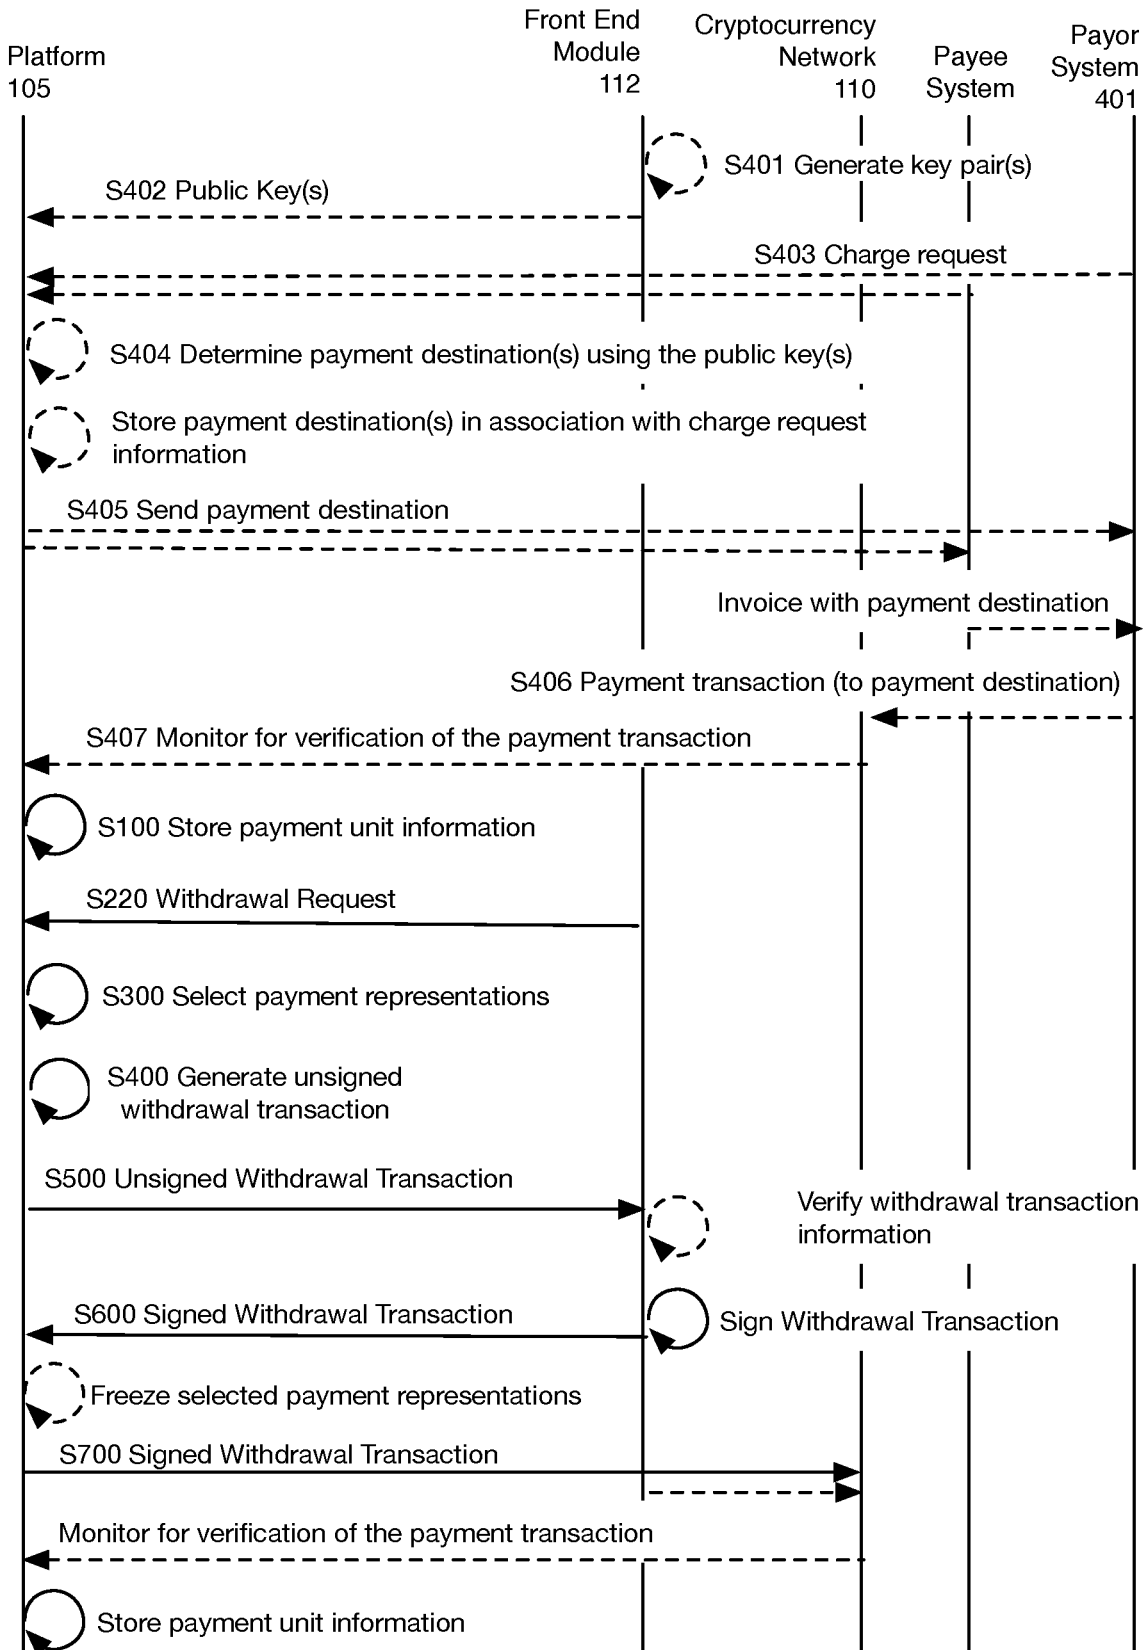 Platform
105
Front End
Module
112
Cryptocurrency
Network
110
Payee
System
Payor
System
401
S401 Generate key pair(s)
S402 Public Key(s)
S403 Charge request
S404 Determine payment destination(s) using the public key(s)
Store payment destination(s) in association with charge request
information
S405 Send payment destination
Invoice with payment destination
S406 Payment transaction (to payment destination)
S407 Monitor for verification of the payment transaction
S100 Store payment unit information
S220 Withdrawal Request
S300 Select payment representations
S400 Generate unsigned
withdrawal transaction
S500 Unsigned Withdrawal Transaction
Verify withdrawal transaction
information
S600 Signed Withdrawal Transaction
Sign Withdrawal Transaction
Freeze selected payment representations
S700 Signed Withdrawal Transaction
Monitor for verification of the payment transaction
Store payment unit information